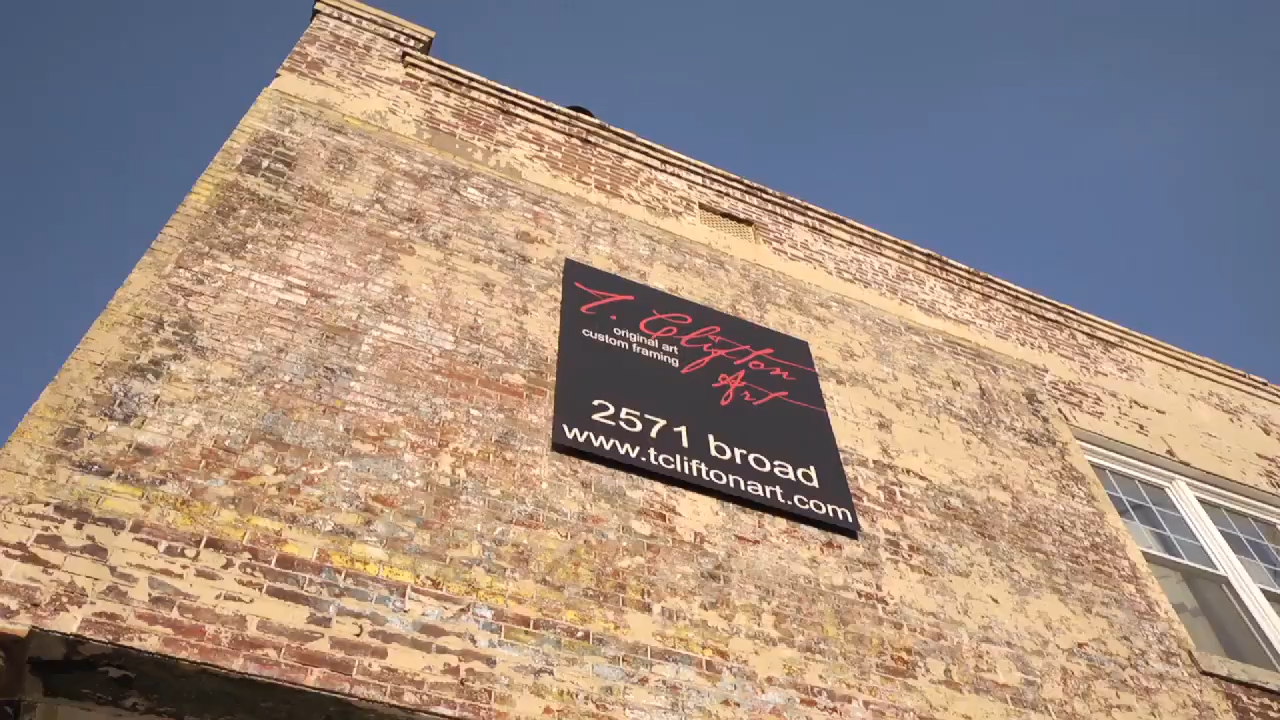 T. Clifton
original art
custom framing
Art
2571 broad
www.tcliftonart.com